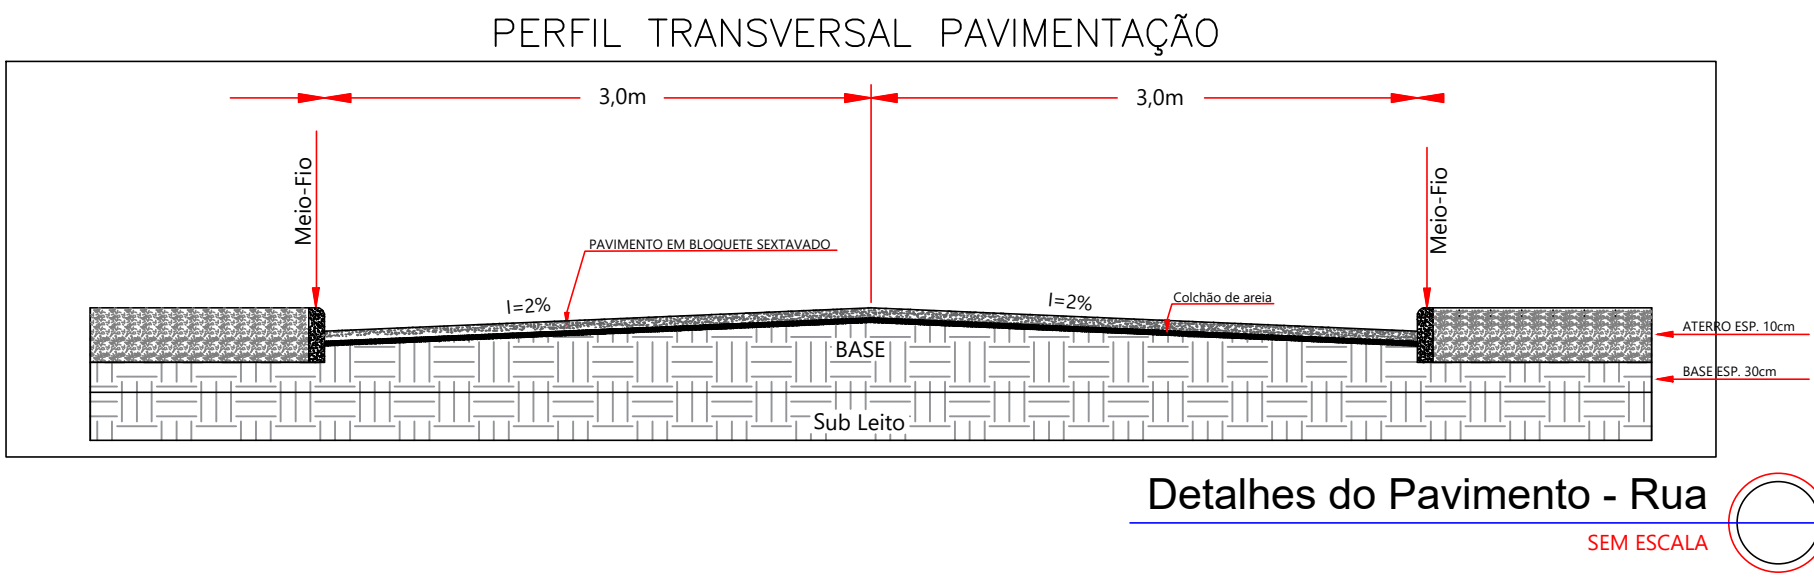 PERFIL TRANSVERSAL PAVIMENTAÇÃO
3,0m
3,0m
Meio-Fio
Meio-Fio
PAVIMENTO EM BLOQUETE SEXTAVADO
I=2%
I=2%
Colchão de areia
ATERRO ESP. 10cm
BASE
BASE ESP. 30cm
Sub Leito
Detalhes do Pavimento - Rua
SEM ESCALA